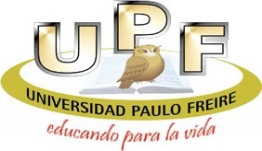 UPF
UNIVERSIDAD PAULO FREIRE
educando para la vida